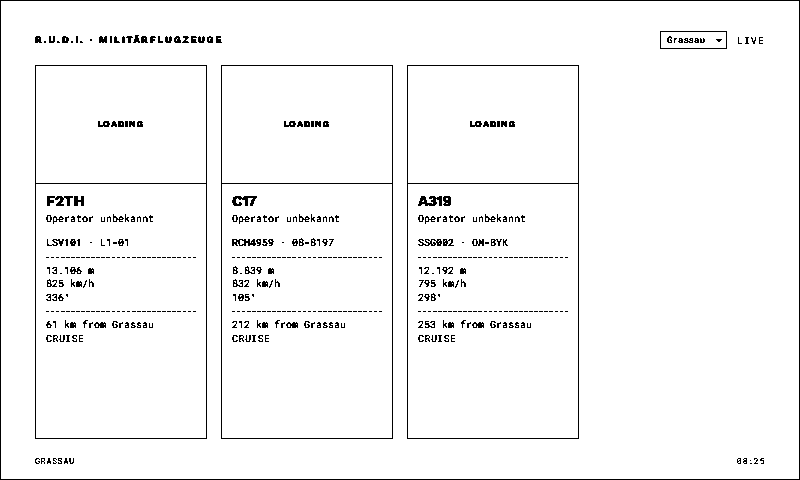 R.U.D.I. · MILITÄRFLUGZEUGE
Grassau
LIVE
LOADING
F2TH
Operator unbekannt
LSV101 · L1-01
13.106 m
825 km/h
336°
61 km from Grassau
CRUISE
LOADING
C17
Operator unbekannt
RCH4959 · 08-8197
8.839 m
832 km/h
105°
212 km from Grassau
CRUISE
LOADING
A319
Operator unbekannt
SSG002 · OM-BYK
12.192 m
795 km/h
298°
253 km from Grassau
CRUISE
GRASSAU
08:25